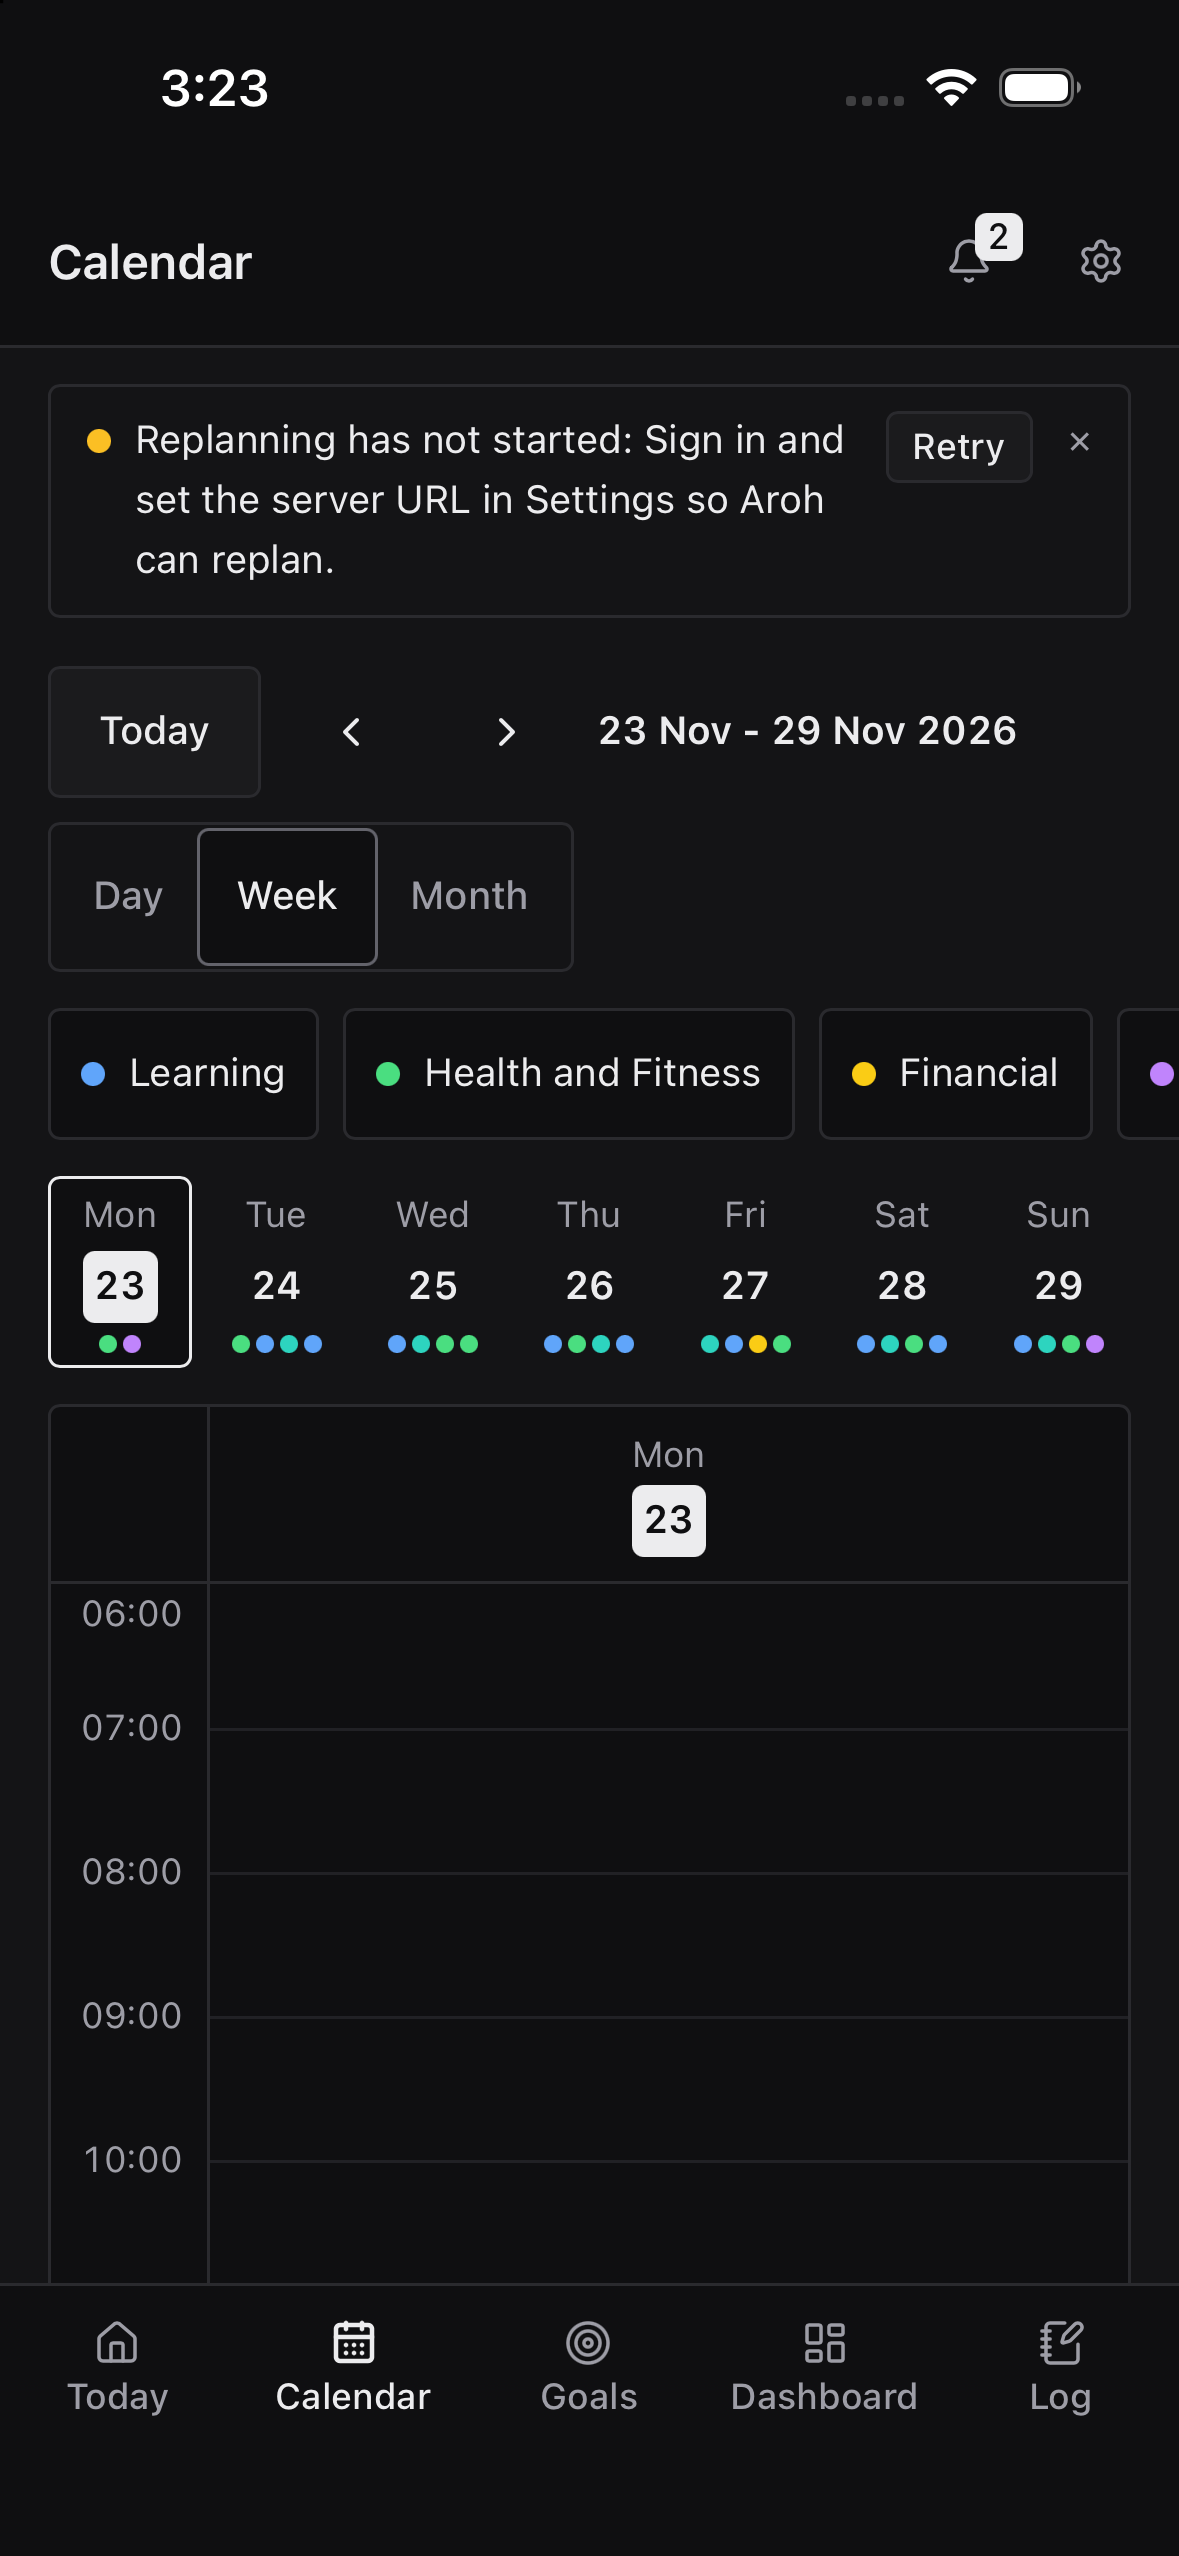 3:23
Calendar
2
Replanning has not started: Sign in and
set the server URL in Settings so Aroh
can replan.
Retry
Today
23 Nov - 29 Nov 2026
Day Week Month
Learning Health and Fitness Financial
Mon Tue Wed Thu Fri Sat Sun
23 24 25 26 27 28 29
Mon
23
06:00
07:00
08:00
09:00
10:00
Today Calendar Goals Dashboard Log